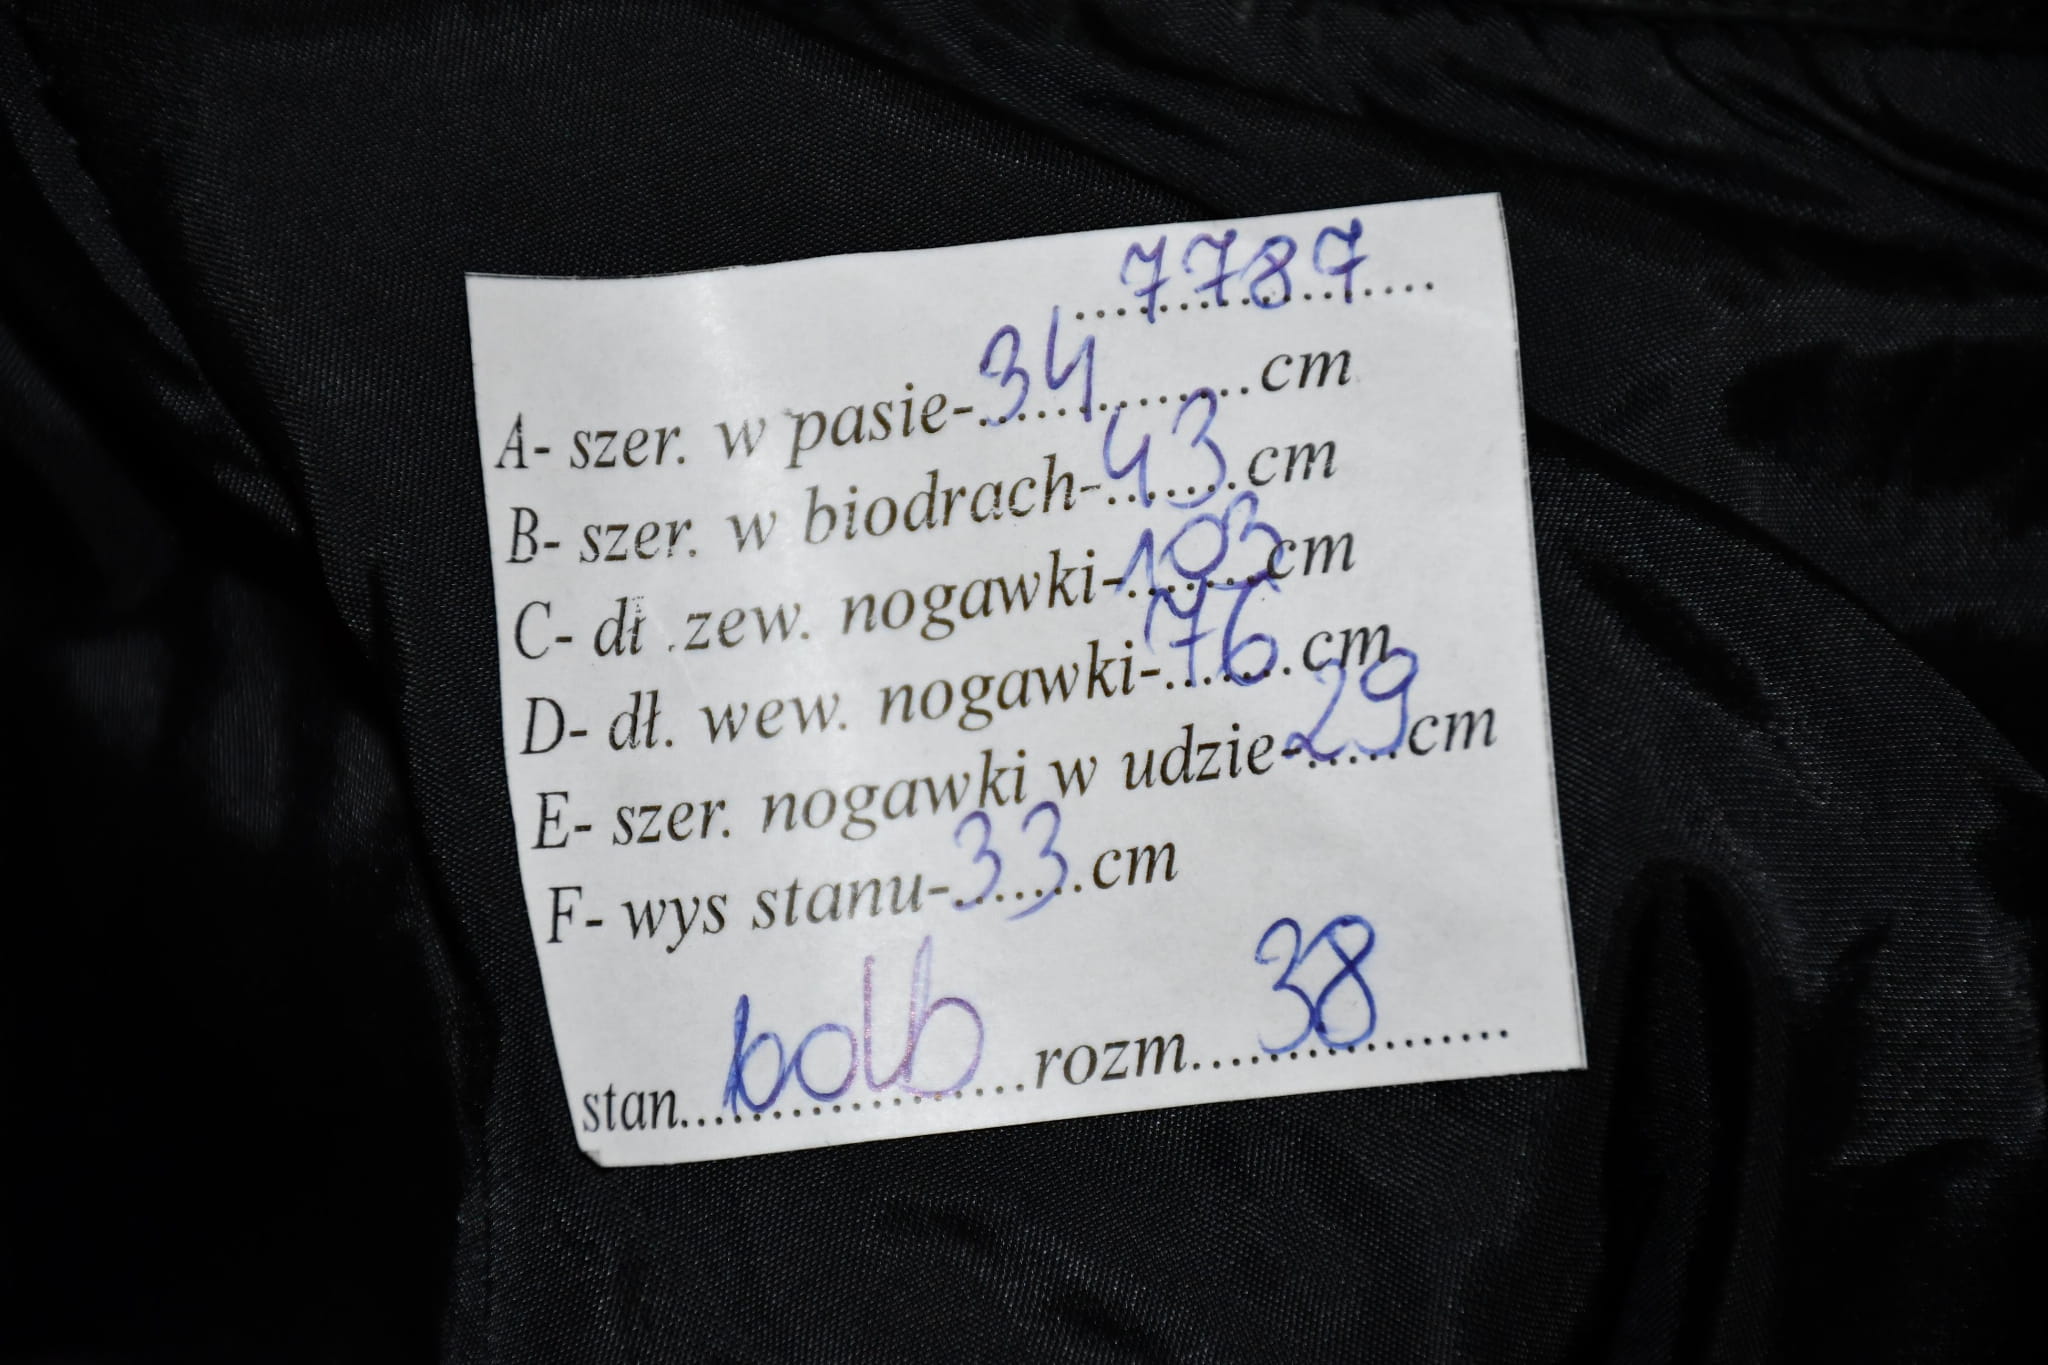 7787
A- szer. w pasie-34 cm
B- szer. w biodrach-43 cm
C- dł .zew. nogawki-103 cm
D- dł. wew. nogawki-76 cm
E- szer. nogawki w udzie-29 cm
F- wys stanu-33 cm
stan... bdb ...rozm... 38